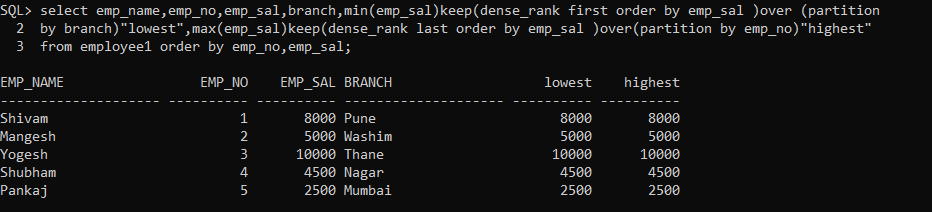 SQL> select emp_name,emp_no,emp_sal,branch,min(emp_sal)keep(dense_rank first order by emp_sal )over (partition
  2  by branch)"lowest",max(emp_sal)keep(dense_rank last order by emp_sal )over(partition by emp_no)"highest"
  3  from employee1 order by emp_no,emp_sal;

EMP_NAME                 EMP_NO    EMP_SAL BRANCH                   lowest    highest
-------------------- ---------- ---------- -------------------- ---------- ----------
Shivam                        1       8000 Pune                       8000       8000
Mangesh                       2       5000 Washim                     5000       5000
Yogesh                        3      10000 Thane                     10000      10000
Shubham                       4       4500 Nagar                      4500       4500
Pankaj                        5       2500 Mumbai                     2500       2500